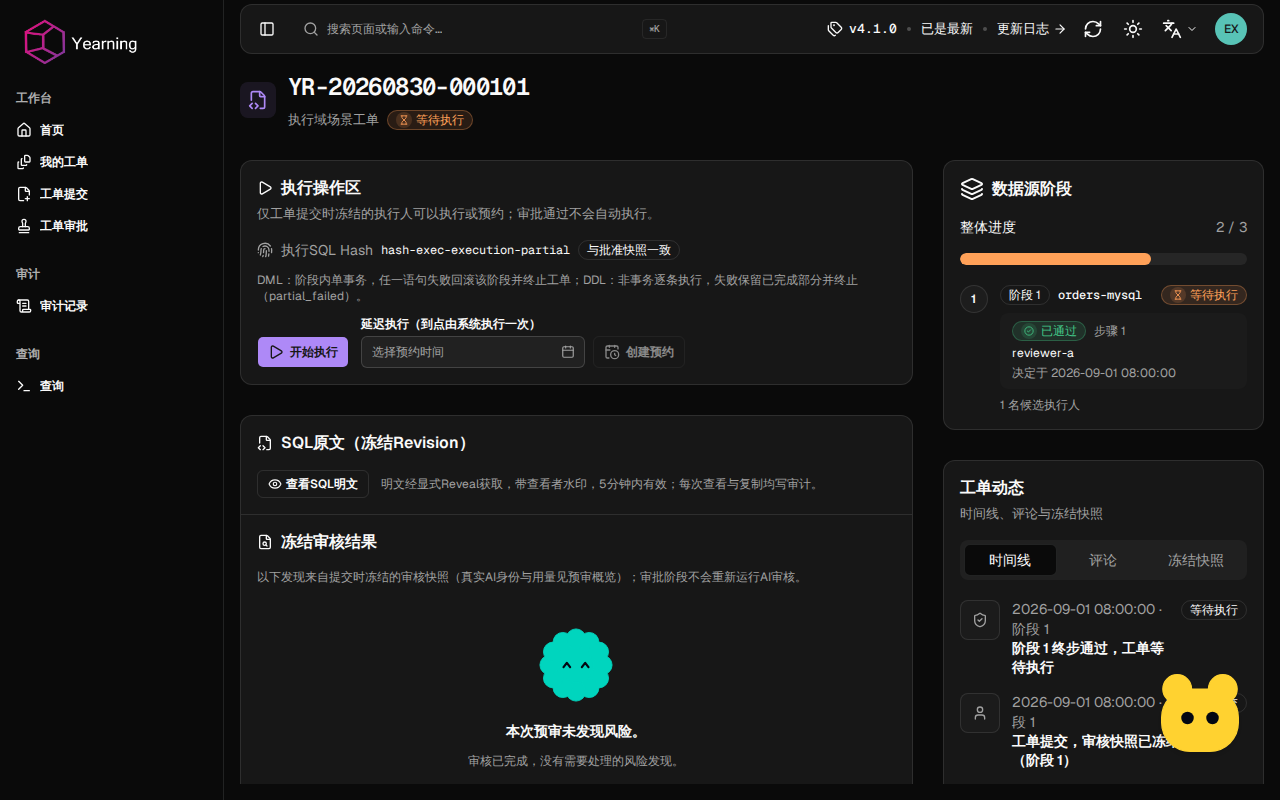 Yearning
工作台
首页
我的工单
工单提交
工单审批
审计
审计记录
查询
查询
搜索页面或输入命令…
⌘K
v4.1.0
已是最新
更新日志
EX
YR-20260830-000101
执行域场景工单
等待执行
执行操作区
仅工单提交时冻结的执行人可以执行或预约；审批通过不会自动执行。
执行SQL Hash hash-exec-execution-partial 与批准快照一致
DML：阶段内单事务，任一语句失败回滚该阶段并终止工单；DDL：非事务逐条执行，失败保留已完成部分并终止
（partial_failed）。
延迟执行（到点由系统执行一次）
开始执行
选择预约时间
创建预约
SQL原文（冻结Revision）
查看SQL明文
明文经显式Reveal获取，带查看者水印，5分钟内有效；每次查看与复制均写审计。
冻结审核结果
以下发现来自提交时冻结的审核快照（真实AI身份与用量见预审概览）；审批阶段不会重新运行AI审核。
本次预审未发现风险。
审核已完成，没有需要处理的风险发现。
数据源阶段
整体进度
2 / 3
1
阶段 1
orders-mysql
等待执行
已通过
步骤 1
reviewer-a
决定于 2026-09-01 08:00:00
1 名候选执行人
工单动态
时间线、评论与冻结快照
时间线
评论
冻结快照
2026-09-01 08:00:00 ·
阶段 1
等待执行
阶段 1 终步通过，工单等
待执行
2026-09-01 08:00:00 ·
段 1
工单提交，审核快照已冻
（阶段 1）